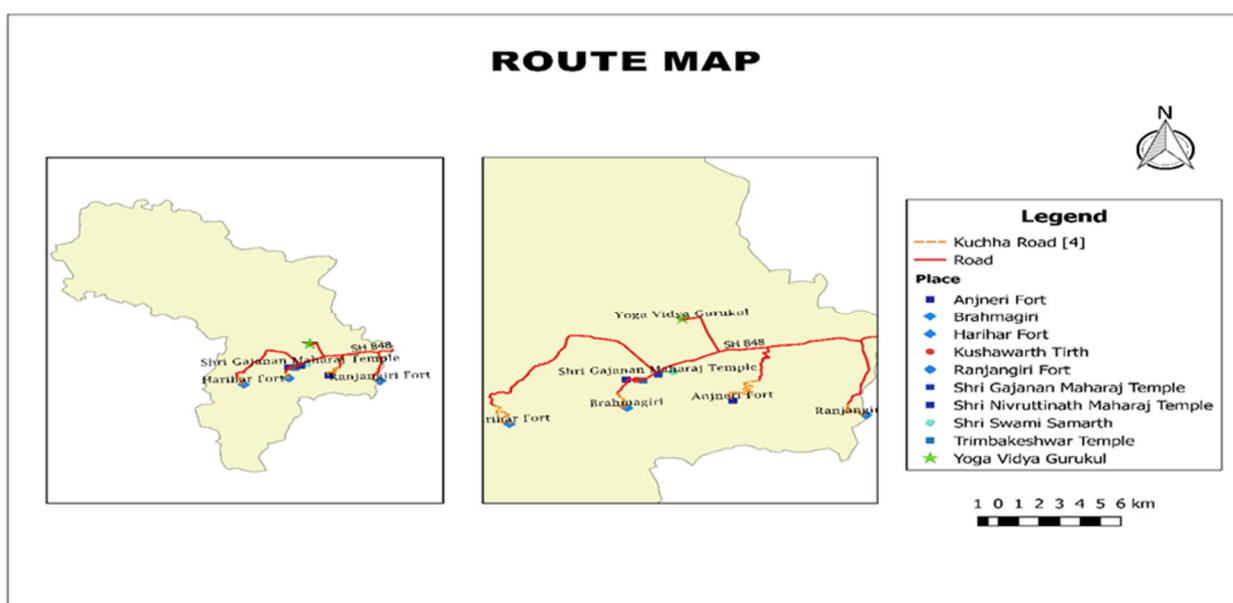 ROUTE MAP
N
SH 848
Shri Gajanan Maharaj Temple
Harihar Fort
Ranjangiri Fort
Yoga Vidya Gurukul
SH 848
Shri Gajanan Maharaj Temple
Brahmagiri
Anjneri Fort
rihar Fort
Ranjangir
Legend
Kuchha Road [4]
Road
Place
Anjneri Fort
Brahmagiri
Harihar Fort
Kushawarth Tirth
Ranjangiri Fort
Shri Gajanan Maharaj Temple
Shri Nivruttinath Maharaj Temple
Shri Swami Samarth
Trimbakeshwar Temple
Yoga Vidya Gurukul
1 0 1 2 3 4 5 6 km